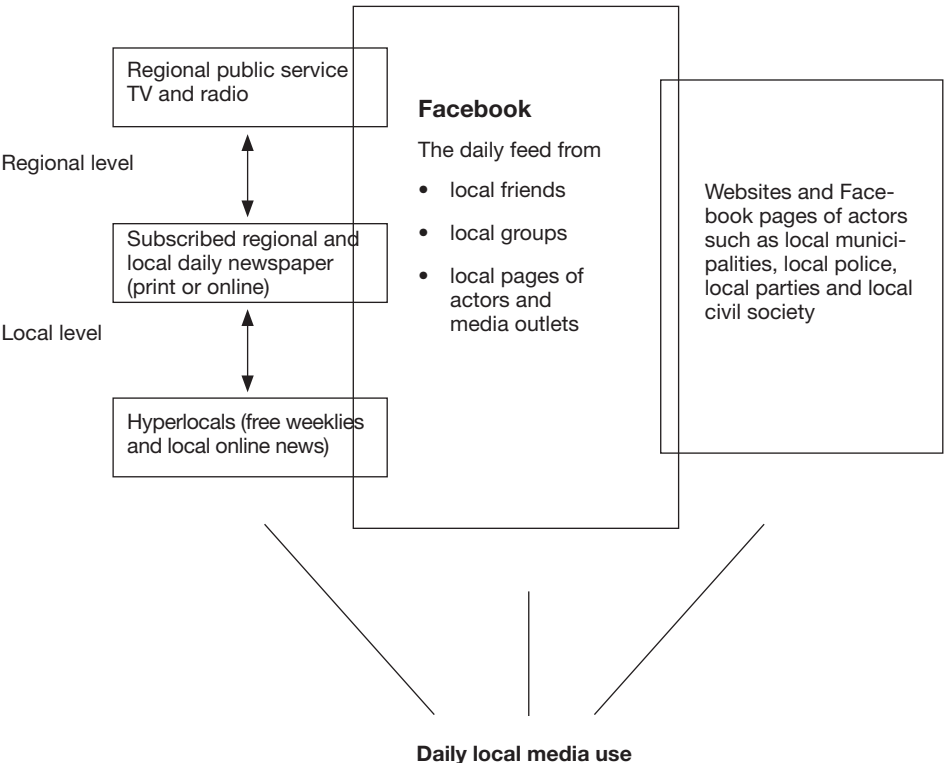 Regional public service
TV and radio
Regional level
Subscribed regional and
local daily newspaper
(print or online)
Local level
Hyperlocals (free weeklies
and local online news)
Facebook
The daily feed from
• local friends
• local groups
• local pages of
actors and
media outlets
Websites and Face-
book pages of actors
such as local munici-
palities, local police,
local parties and local
civil society
Daily local media use